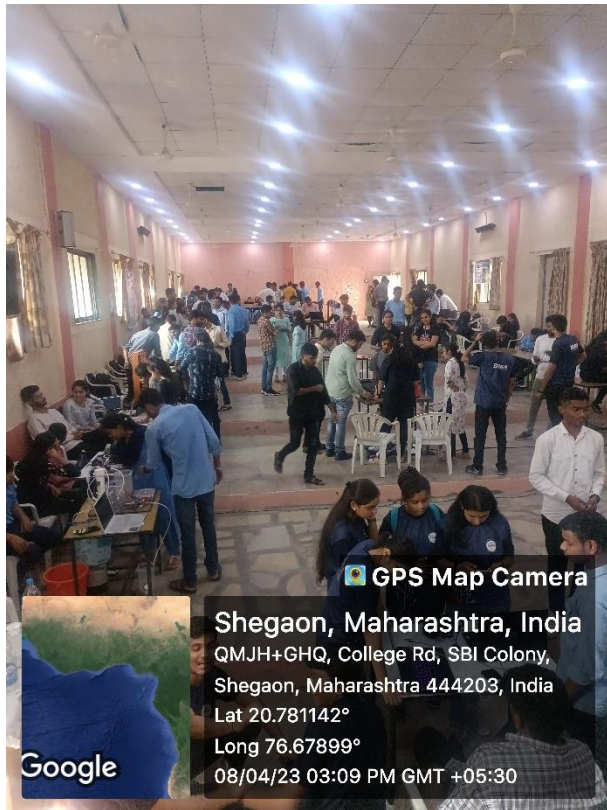 GPS Map Camera
Shegaon, Maharashtra, India
QMJH+GHQ, College Rd, SBI Colony,
Shegaon, Maharashtra 444203, India
Lat 20.781142°
Long 76.67899°
08/04/23 03:09 PM GMT +05:30
Google